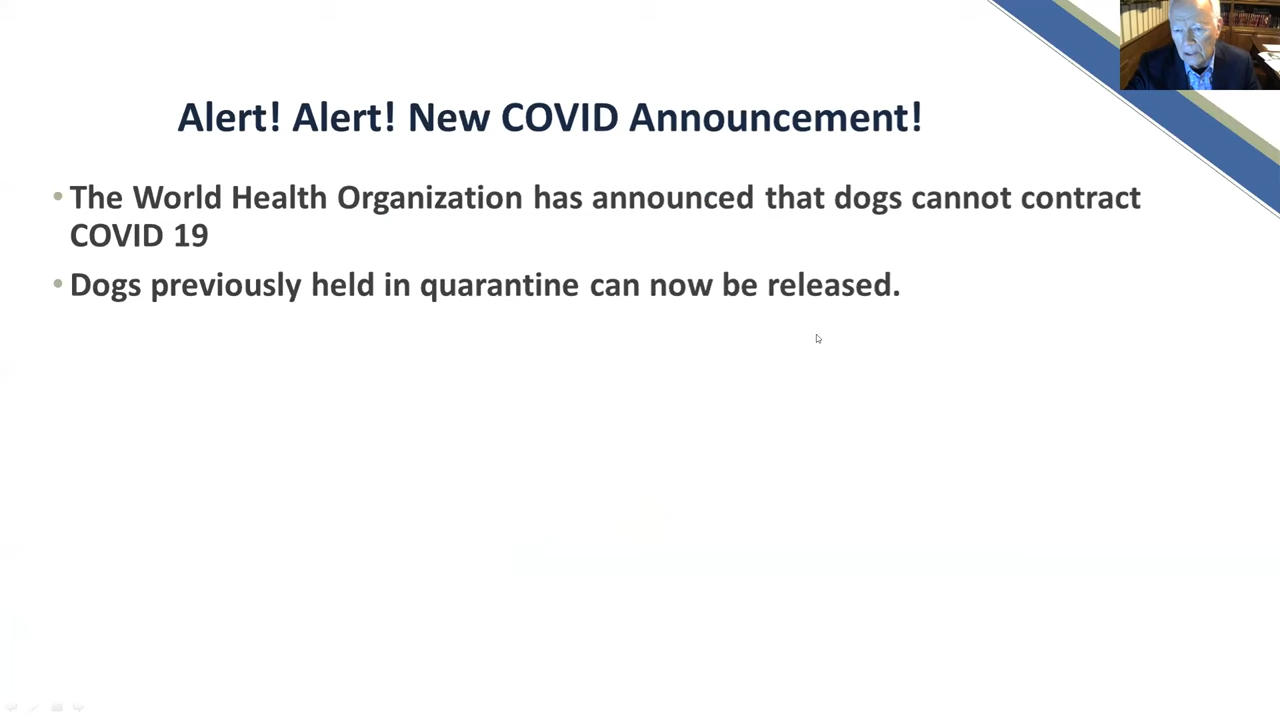 Alert! Alert! New COVID Announcement!
• The World Health Organization has announced that dogs cannot contract
COVID 19
• Dogs previously held in quarantine can now be released.